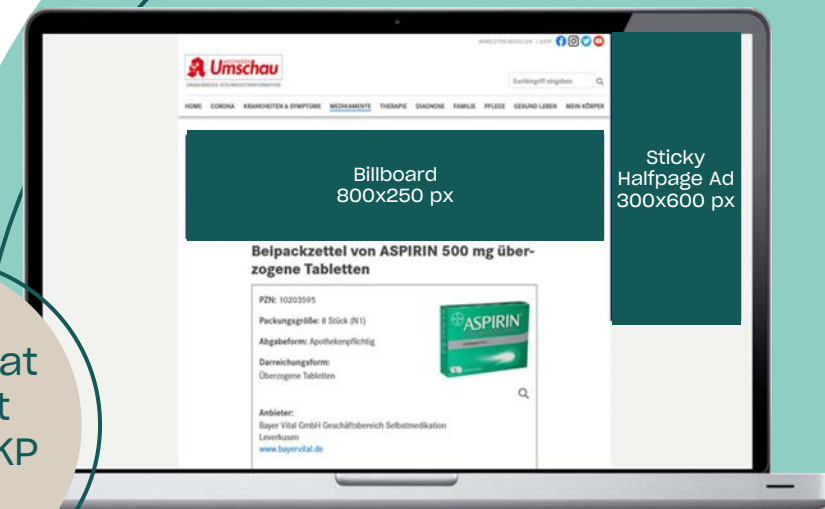 NEWSLETTER BESTELLEN | SHOP
Umschau
Suchbegriff eingeben
HOME CORONA KRANKHEITEN & SYMPTOME MEDIKAMENTE THERAPIE DIAGNOSE FAMILIE PFLEGE GESUND LEBEN MEIN KÖRPER
Billboard
800x250 px
Sticky
Halfpage Ad
300x600 px
Beipackzettel von ASPIRIN 500 mg über-
zogene Tabletten
PZN: 10203595
Packungsgröße: 8 Stück (N1)
Abgabeform: Apothekenpflichtig
Darreichungsform:
Überzogene Tabletten
ASPIRIN
Anbieter:
Bayer Vital GmbH Geschäftsbereich Selbstmedikation
Leverkusen
www.bayervital.de
at
t
KP